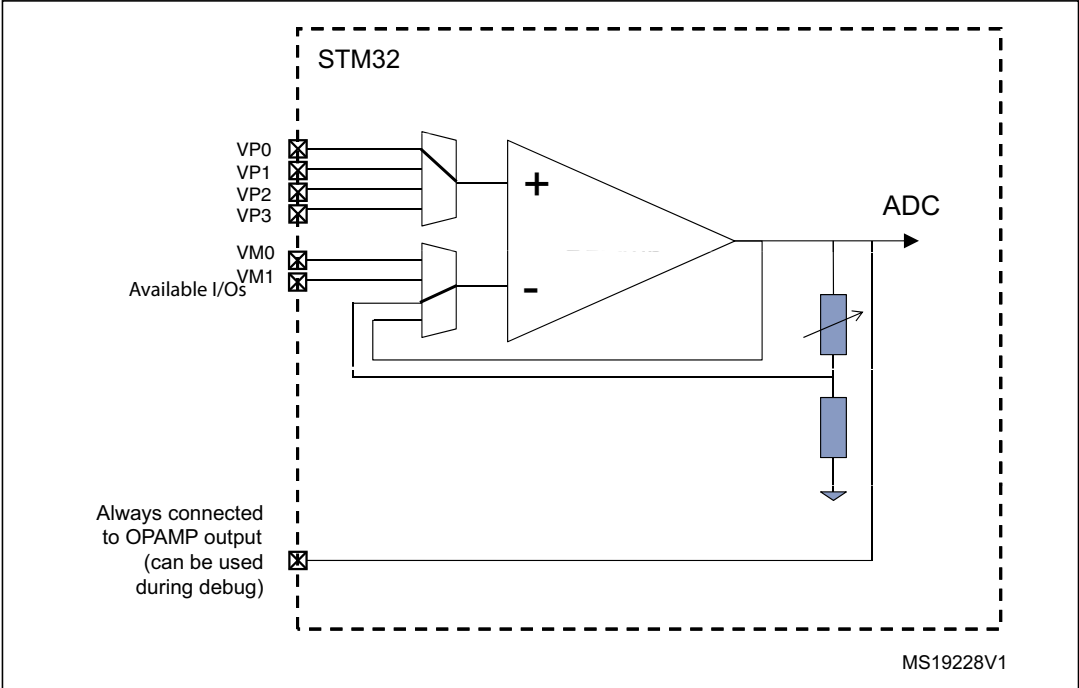 STM32
VP0
VP1
VP2
VP3
VM0
VM1
Available I/Os
+
-
ADC
Always connected
to OPAMP output
(can be used
during debug)
MS19228V1